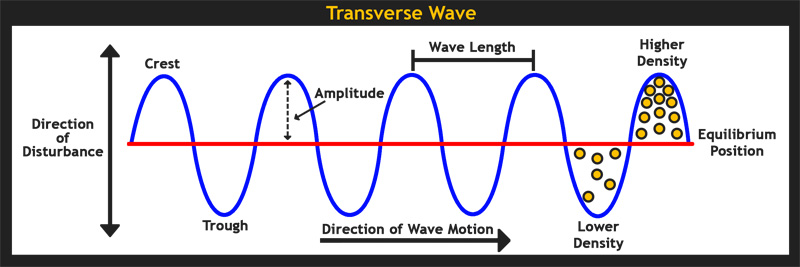 Transverse Wave
Crest
Wave Length
Higher
Density
Amplitude
Direction
of
Disturbance
Equilibrium
Position
Trough
Direction of Wave Motion
Lower
Density